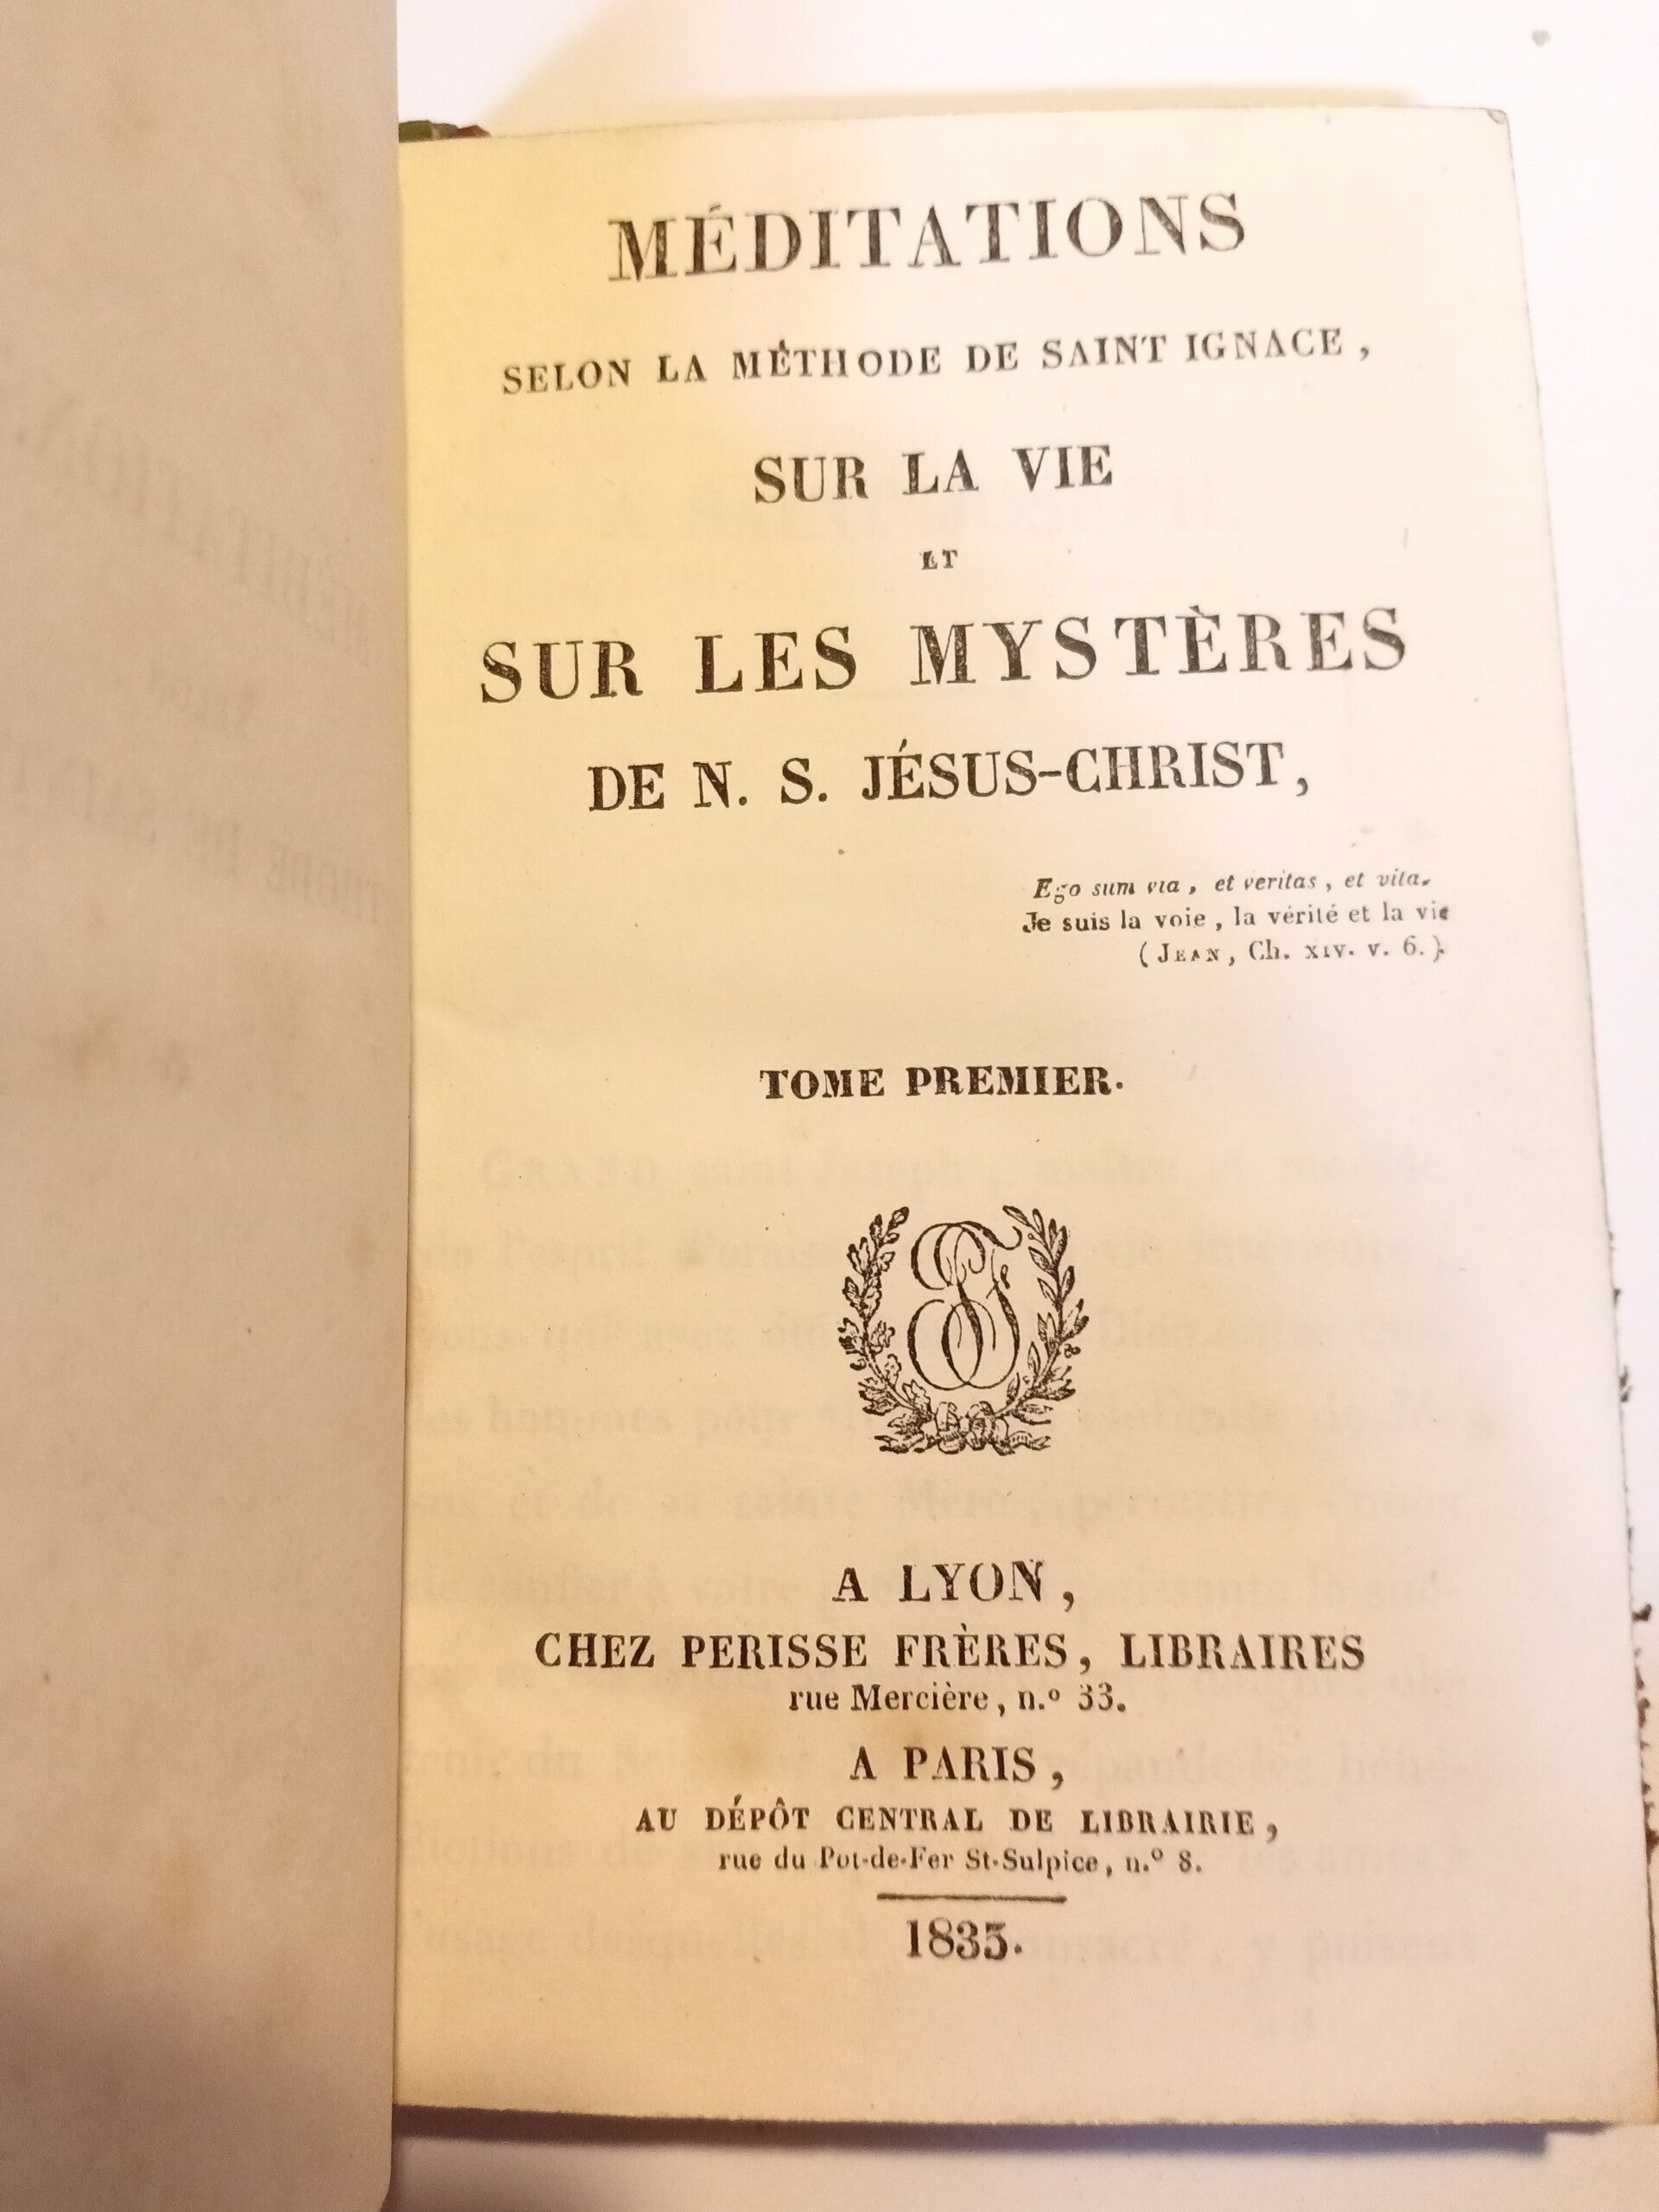 MÉDITATIONS
SELON LA MÉTHODE DE SAINT IGNACE,
SUR LA VIE
ET
SUR LES MYSTÈRES
DE N. S. JÉSUS-CHRIST,
Ego sum via, et veritas, et vita.
Je suis la voie, la vérité et la vie
(JEAN, Ch. XIV. v. 6.).
TOME PREMIER.
A LYON,
CHEZ PERISSE FRÈRES, LIBRAIRES
rue Mercière, n.o 33.
A PARIS,
AU DÉPÔT CENTRAL DE LIBRAIRIE,
rue du Pot-de-Fer St-Sulpice, n.o 8.
1835.